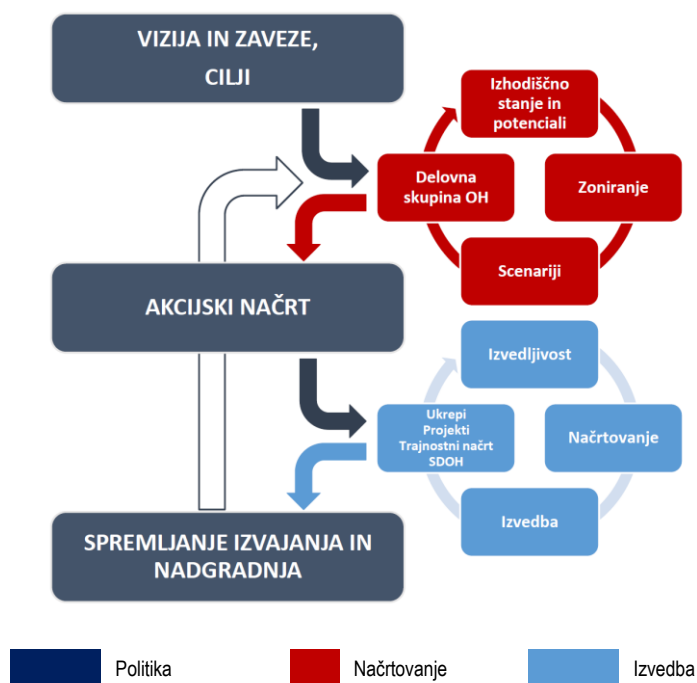 VIZIJA IN ZAVEZE,
CILJI
Izhodiščno
stanje in
potenciali
Delovna
skupina OH
Zoniranje
Scenariji
AKCIJSKI NAČRT
Izvedljivost
Ukrepi
Projekti
Trajnostni načrt
SDOH
Načrtovanje
Izvedba
SPREMLJANJE IZVAJANJA IN
NADGRADNJA
Politika
Načrtovanje
Izvedba